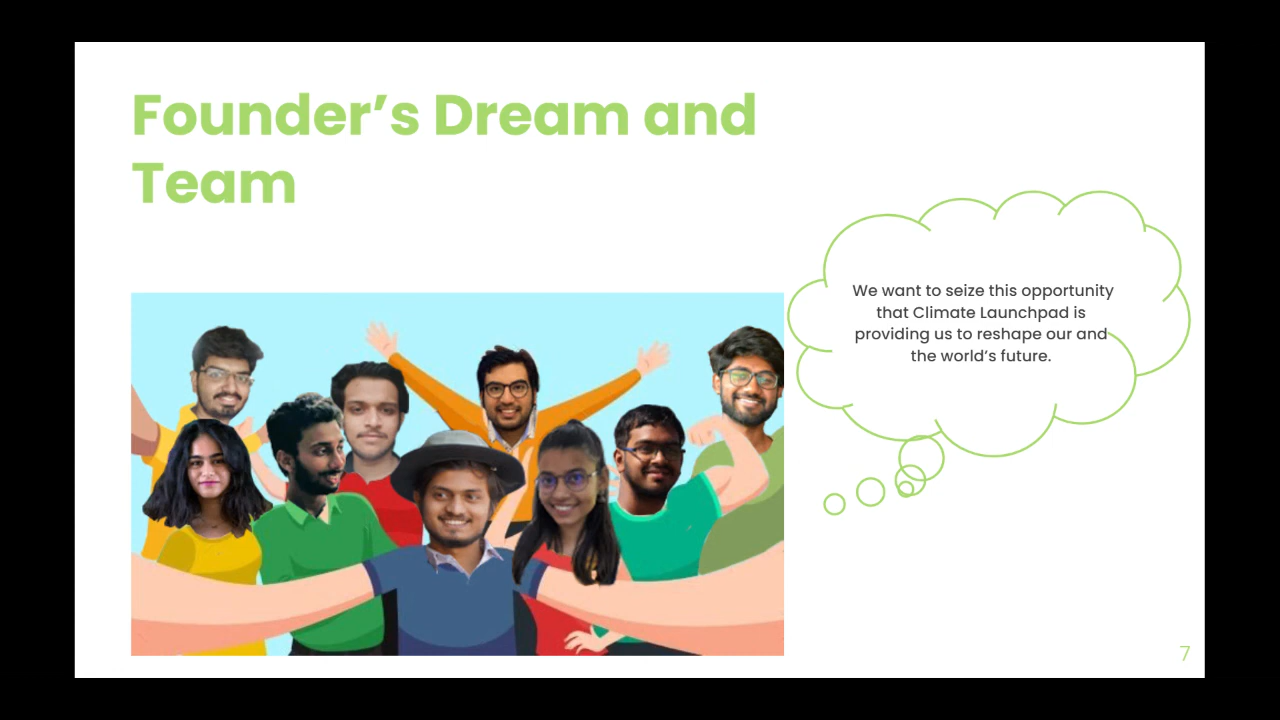 Founder’s Dream and
Team
We want to seize this opportunity
that Climate Launchpad is
providing us to reshape our and
the world’s future.
7